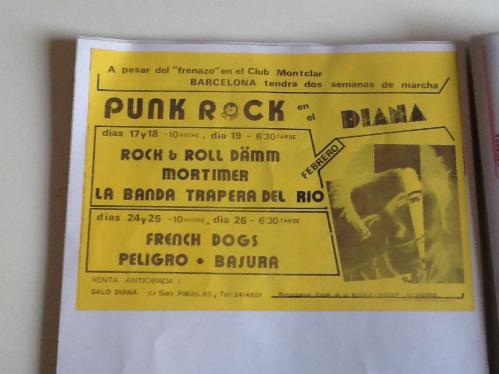 A pesar del "frenazo" en el Club Montclar
BARCELONA tendra dos semanas de marcha
PUNK ROCK en el DIANA
dias 17 y 18 - 10 NOCHE, dia 19 - 6'30 TARDE
ROCK & ROLL DÄMM
MORTIMER
LA BANDA TRAPERA DEL RIO
FEBRERO
dias 24 y 25 - 10 NOCHE, dia 26 - 6'30 TARDE
FRENCH DOGS
PELIGRO • BASURA
VENTA ANTICIPADA !
SALO DIANA c/ San Pablo, 85, Tel: 2414801